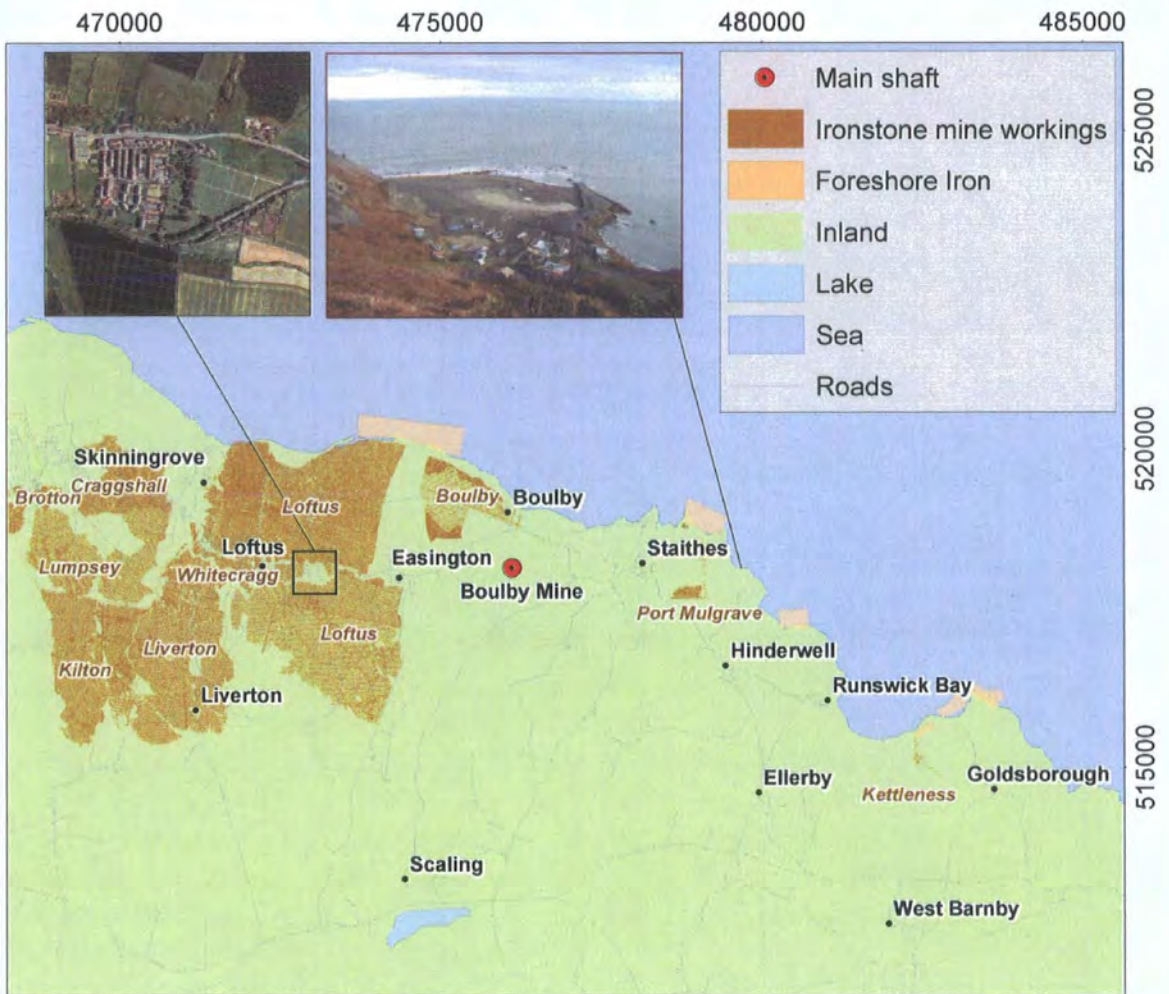 470000
475000
480000
485000
Main shaft
Ironstone mine workings
Foreshore Iron
Inland
Lake
Sea
Roads
525000
520000
515000
Skinningrove
Craggshall
Brotton
Loftus
Boulby
Boulby
Lumpsey
Loftus
Whitecragg
Easington
Boulby Mine
Staithes
Port Mulgrave
Loftus
Liverton
Kilton
Hinderwell
Liverton
Runswick Bay
Ellerby
Goldsborough
Kettleness
Scaling
West Barnby